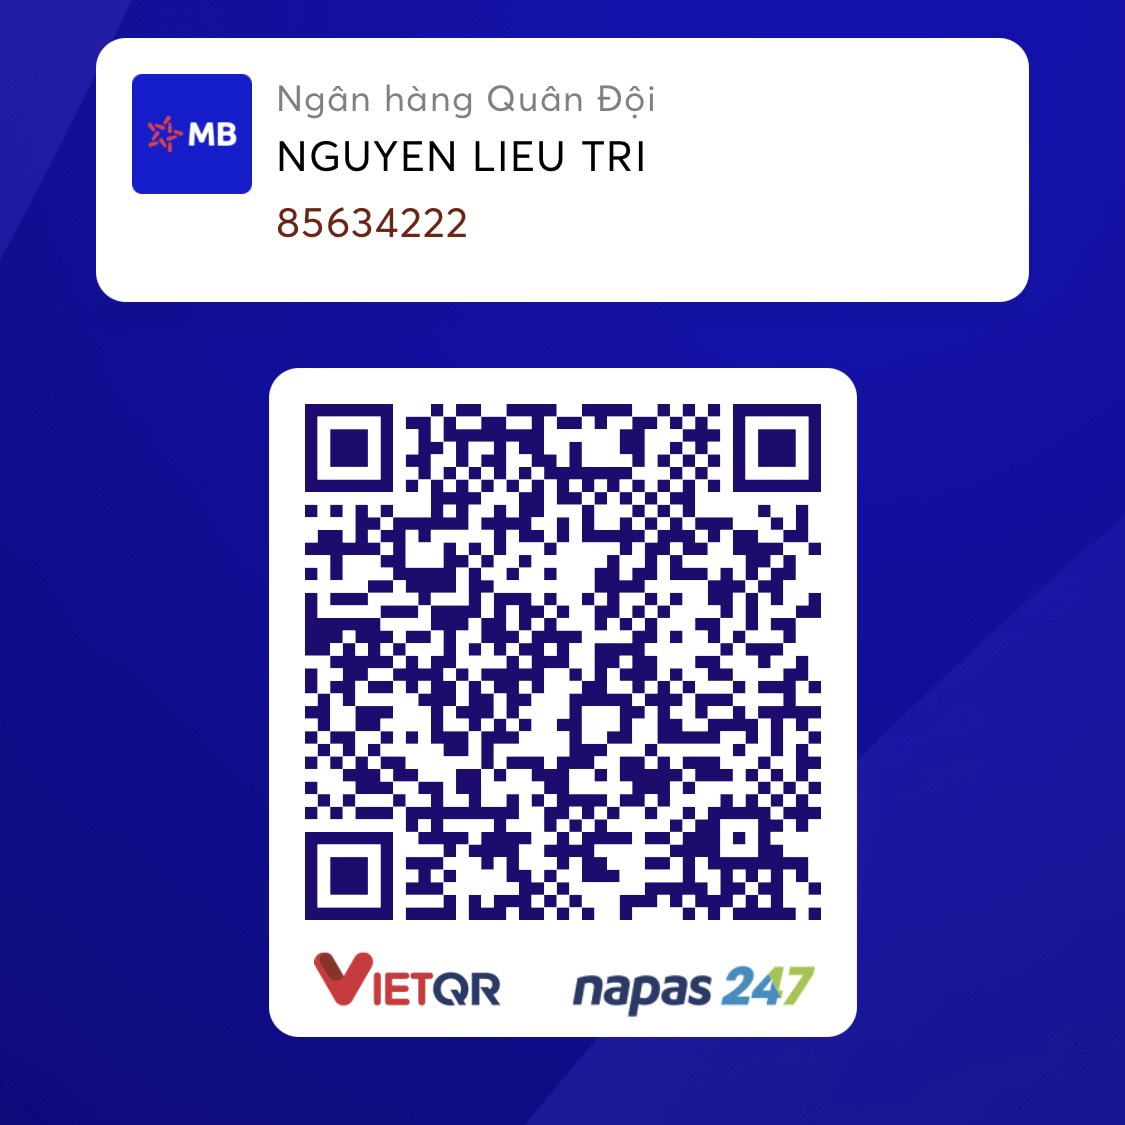 MB
Ngân hàng Quân Đội
NGUYEN LIEU TRI
85634222
VIETQR
napas 247